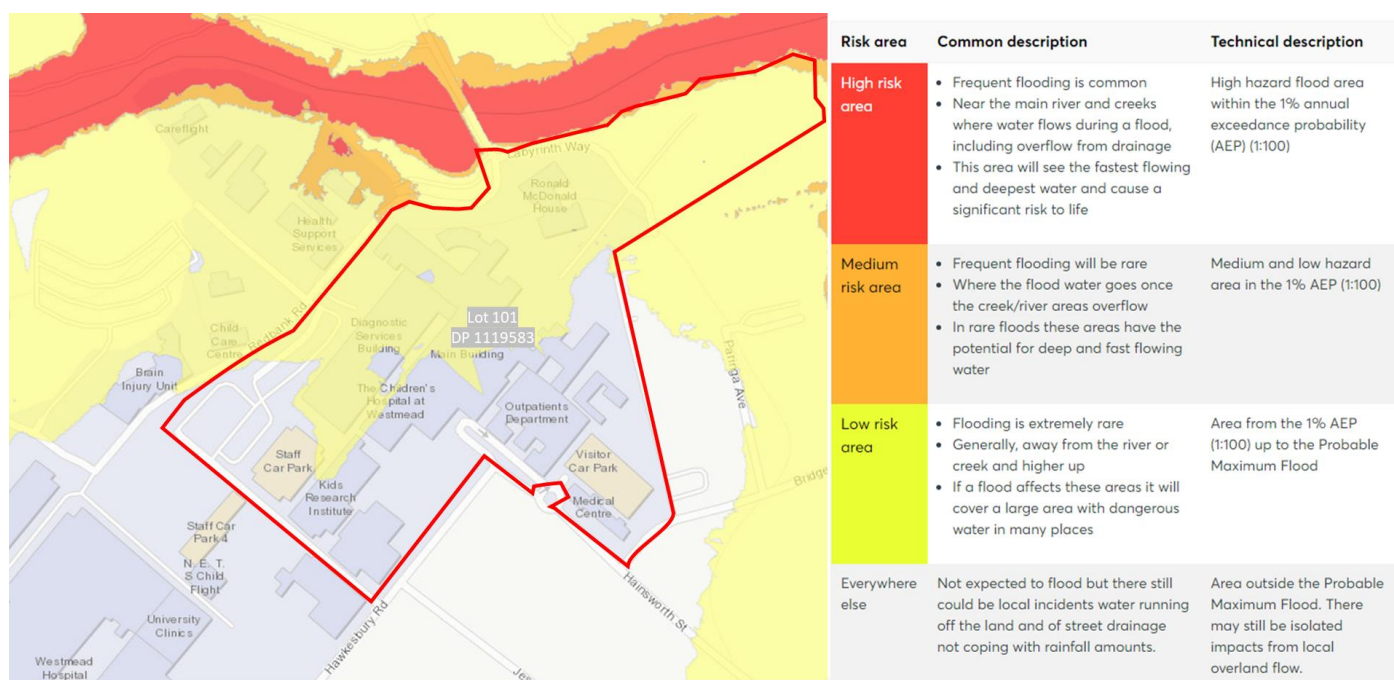 Careflight
Labyrinth Way
Ronald
McDonald
House
Health
Support
Services
Redbank Rd
Lot 101
DP 1119583
Diagnostic
Services
Building
Main Building
Child
Care
Centre
Brain
Injury Unit
The Children's
Hospital at
Westmead
Outpatients
Department
Staff
Car Park
Visitor
Car Park
Kids
Research
Institute
Medical
Centre
Staff Car
Park 4
N. E. T.
S Child
Flight
University
Clinics
Westmead
Hospital
Hawkesbury Rd
Hainsworth St
Patinga Ave
Bridge
Risk area Common description Technical description
High risk
area
• Frequent flooding is common
• Near the main river and creeks
where water flows during a flood,
including overflow from drainage
• This area will see the fastest flowing
and deepest water and cause a
significant risk to life
High hazard flood area
within the 1% annual
exceedance probability
(AEP) (1:100)
Medium
risk area
• Frequent flooding will be rare
• Where the flood water goes once
the creek/river areas overflow
• In rare floods these areas have the
potential for deep and fast flowing
water
Medium and low hazard
area in the 1% AEP (1:100)
Low risk
area
• Flooding is extremely rare
• Generally, away from the river or
creek and higher up
• If a flood affects these areas it will
cover a large area with dangerous
water in many places
Area from the 1% AEP
(1:100) up to the Probable
Maximum Flood
Everywhere
else
Not expected to flood but there still
could be local incidents water running
off the land and of street drainage
not coping with rainfall amounts.
Area outside the Probable
Maximum Flood. There
may still be isolated
impacts from local
overland flow.